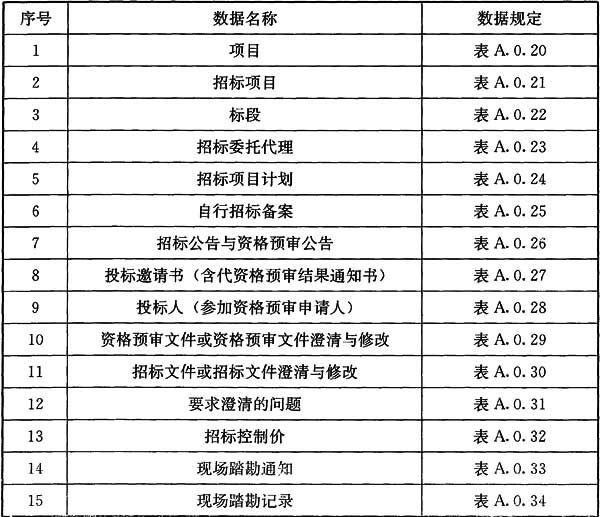 序号 数据名称 数据规定
1 项目 表 A.0.20
2 招标项目 表 A.0.21
3 标段 表 A.0.22
4 招标委托代理 表 A.0.23
5 招标项目计划 表 A.0.24
6 自行招标备案 表 A.0.25
7 招标公告与资格预审公告 表 A.0.26
8 投标邀请书（含代资格预审结果通知书） 表 A.0.27
9 投标人（参加资格预审申请人） 表 A.0.28
10 资格预审文件或资格预审文件澄清与修改 表 A.0.29
11 招标文件或招标文件澄清与修改 表 A.0.30
12 要求澄清的问题 表 A.0.31
13 招标控制价 表 A.0.32
14 现场踏勘通知 表 A.0.33
15 现场踏勘记录 表 A.0.34